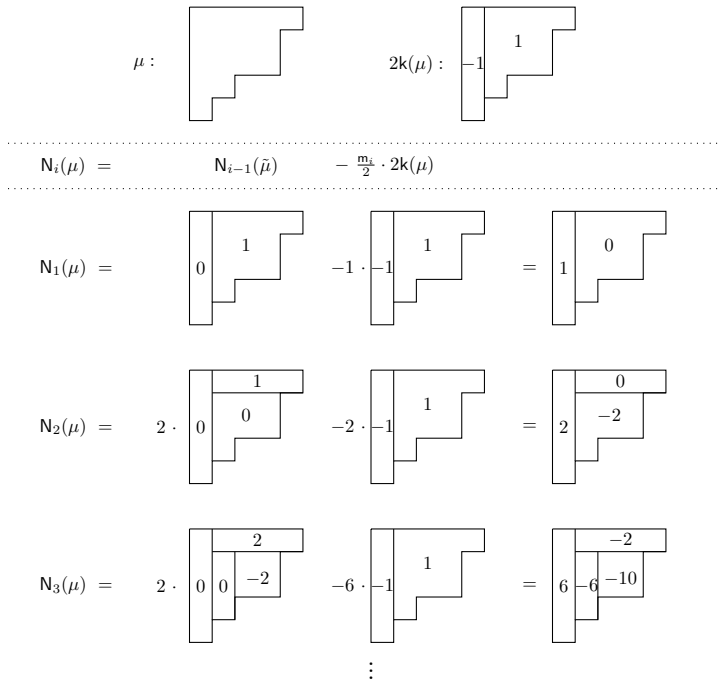 μ : 2k(μ) : −1 1
N_i(μ) = N_{i−1}(μ̃) − m_i/2 · 2k(μ)
N_1(μ) = 0 1 −1 · −1 1 = 1 0
N_2(μ) = 2 · 0 1 0 −2 · −1 1 = 2 0 −2
N_3(μ) = 2 · 0 2 0 −2 −6 · −1 1 = 6 −2 −6 −10
⋮